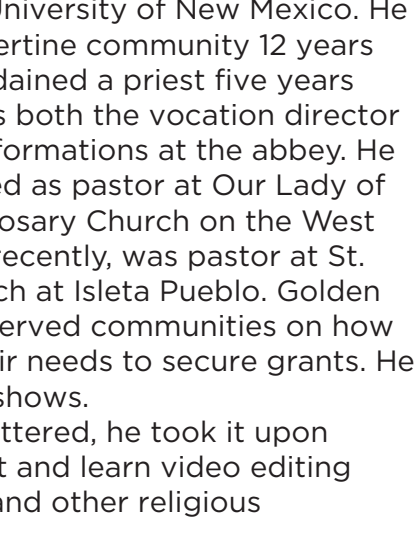 University of New Mexico. He
ertine community 12 years
dained a priest five years
s both the vocation director
formations at the abbey. He
ed as pastor at Our Lady of
osary Church on the West
recently, was pastor at St.
ch at Isleta Pueblo. Golden
erved communities on how
ir needs to secure grants. He
shows.
ttered, he took it upon
t and learn video editing
and other religious